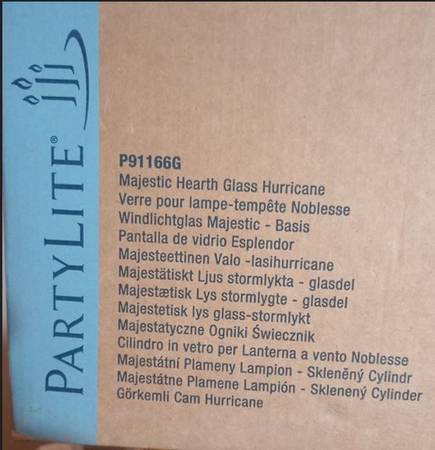 PARTYLITE®
P91166G
Majestic Hearth Glass Hurricane
Verre pour lampe-tempête Noblesse
Windlichtglas Majestic - Basis
Pantalla de vidrio Esplendor
Majesteettinen Valo -lasihurricane
Majestätiskt Ljus stormlykta - glasdel
Majestætisk Lys stormlygte - glasdel
Majestetisk lys glass-stormlykt
Majestatyczne Ogniki Świecznik
Cilindro in vetro per Lanterna a vento Noblesse
Majestátní Plameny Lampion - Skleněný Cylindr
Majestátne Plamene Lampión - Sklenený Cylinder
Görkemli Cam Hurricane